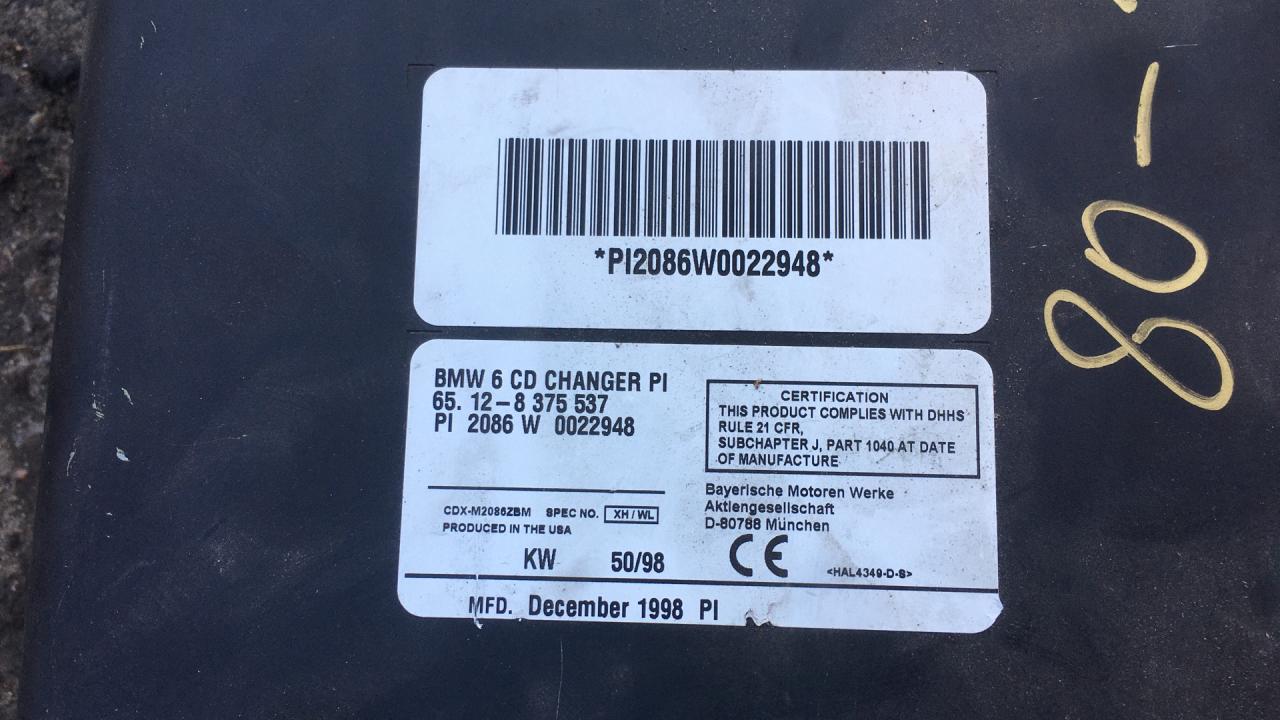 *PI2086W0022948*
BMW 6 CD CHANGER PI
65. 12-8 375 537
PI 2086 W 0022948
CERTIFICATION
THIS PRODUCT COMPLIES WITH DHHS
RULE 21 CFR,
SUBCHAPTER J, PART 1040 AT DATE
OF MANUFACTURE
CDX-M2086ZBM SPEC NO. XH/WL
PRODUCED IN THE USA
KW 50/98
Bayerische Motoren Werke
Aktiengesellschaft
D-80788 München
CE
<HAL4349-D-S>
MFD. December 1998 PI
80-